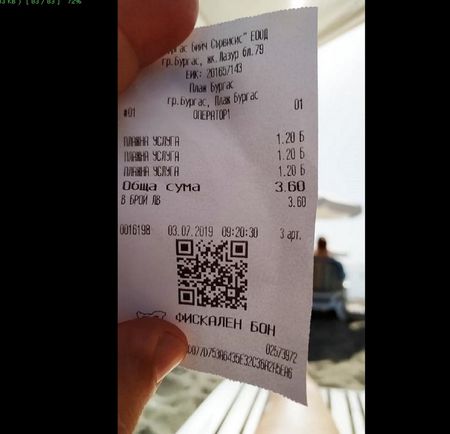 Бургас Бийч Сървисис" ЕООД
гр.Бургас, жк.Лазур бл.79
ЕИК: 201657143
Плаж Бургас
гр.Бургас, Плаж Бургас
#01 ОПЕРАТОР1 01
ПЛАЖНА УСЛУГА 1.20 Б
ПЛАЖНА УСЛУГА 1.20 Б
ПЛАЖНА УСЛУГА 1.20 Б
Обща сума 3.60
В БРОЙ ЛВ 3.60
0016198 03.07.2019 09:20:30 3 арт.
ФИСКАЛЕН БОН
02573972